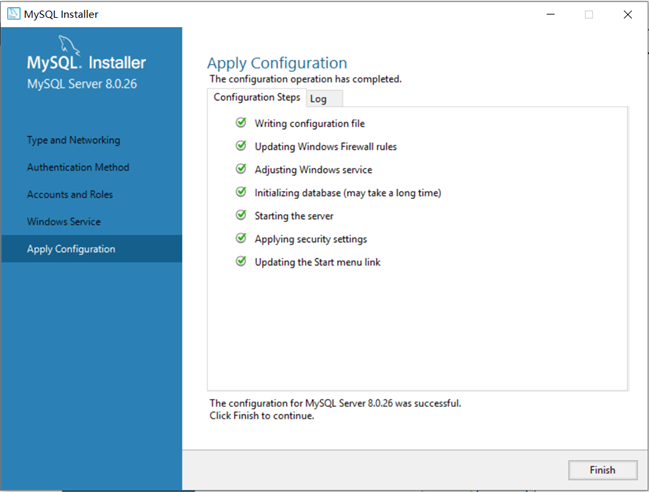 MySQL Installer
MySQL. Installer
MySQL Server 8.0.26
Type and Networking
Authentication Method
Accounts and Roles
Windows Service
Apply Configuration
Apply Configuration
The configuration operation has completed.
Configuration Steps Log
Writing configuration file
Updating Windows Firewall rules
Adjusting Windows service
Initializing database (may take a long time)
Starting the server
Applying security settings
Updating the Start menu link
The configuration for MySQL Server 8.0.26 was successful.
Click Finish to continue.
Finish